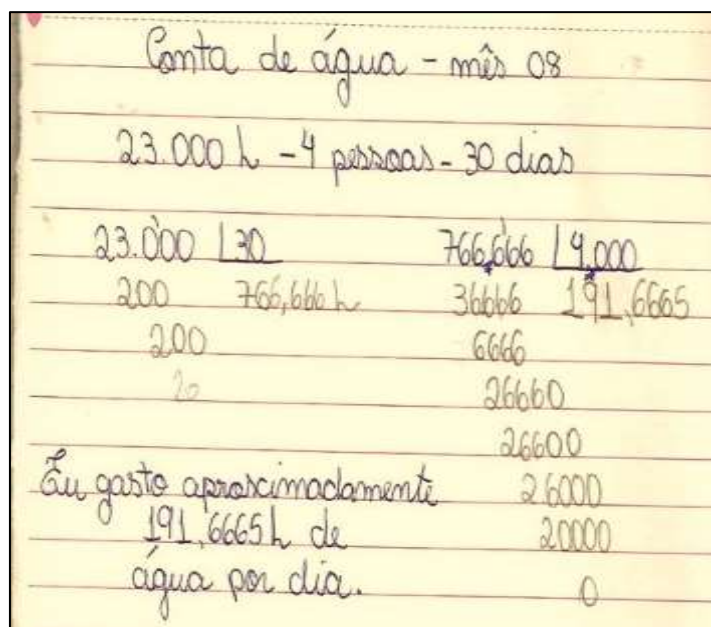 Conta de água - mês 08
23.000 L - 4 pessoas - 30 dias
23.000 | 30
200 766,666 L
200
20
766,666 | 4,000
36666 191,6665
6666
26660
26600
26000
20000
0
Eu gasto aproscimadamente
191,6665 L de
água por dia.